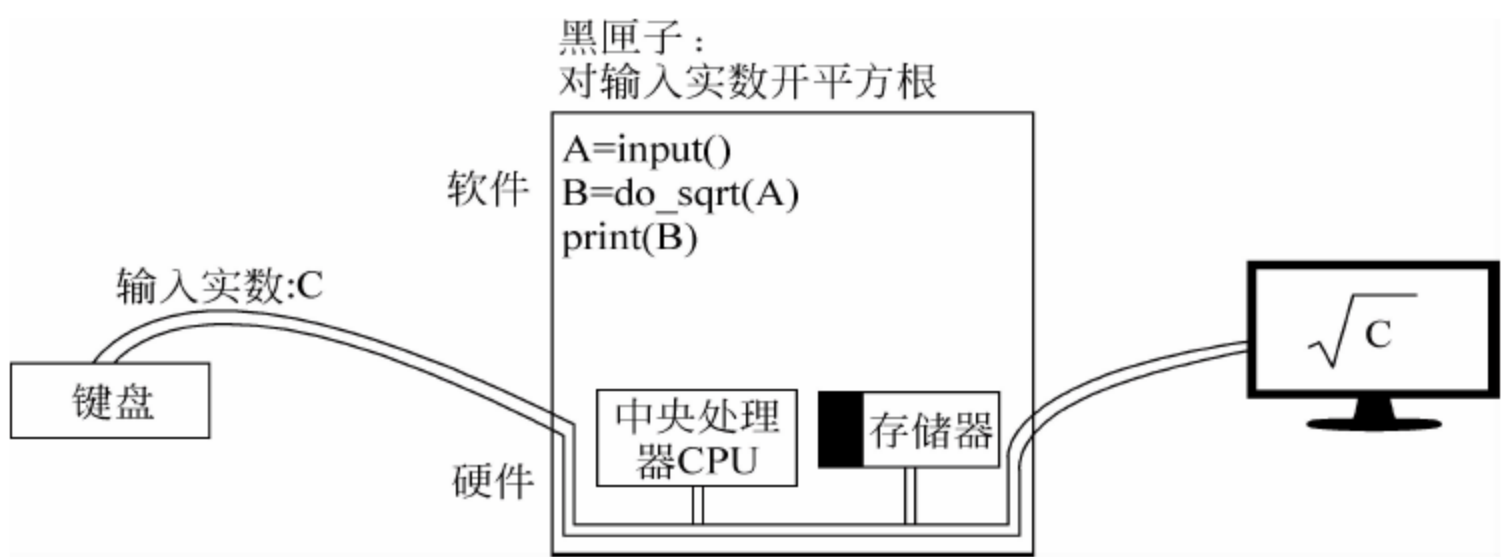 黑匣子：
对输入实数开平方根
A=input()
B=do_sqrt(A)
print(B)
软件
输入实数:C
键盘
中央处理
器CPU
存储器
硬件
√C